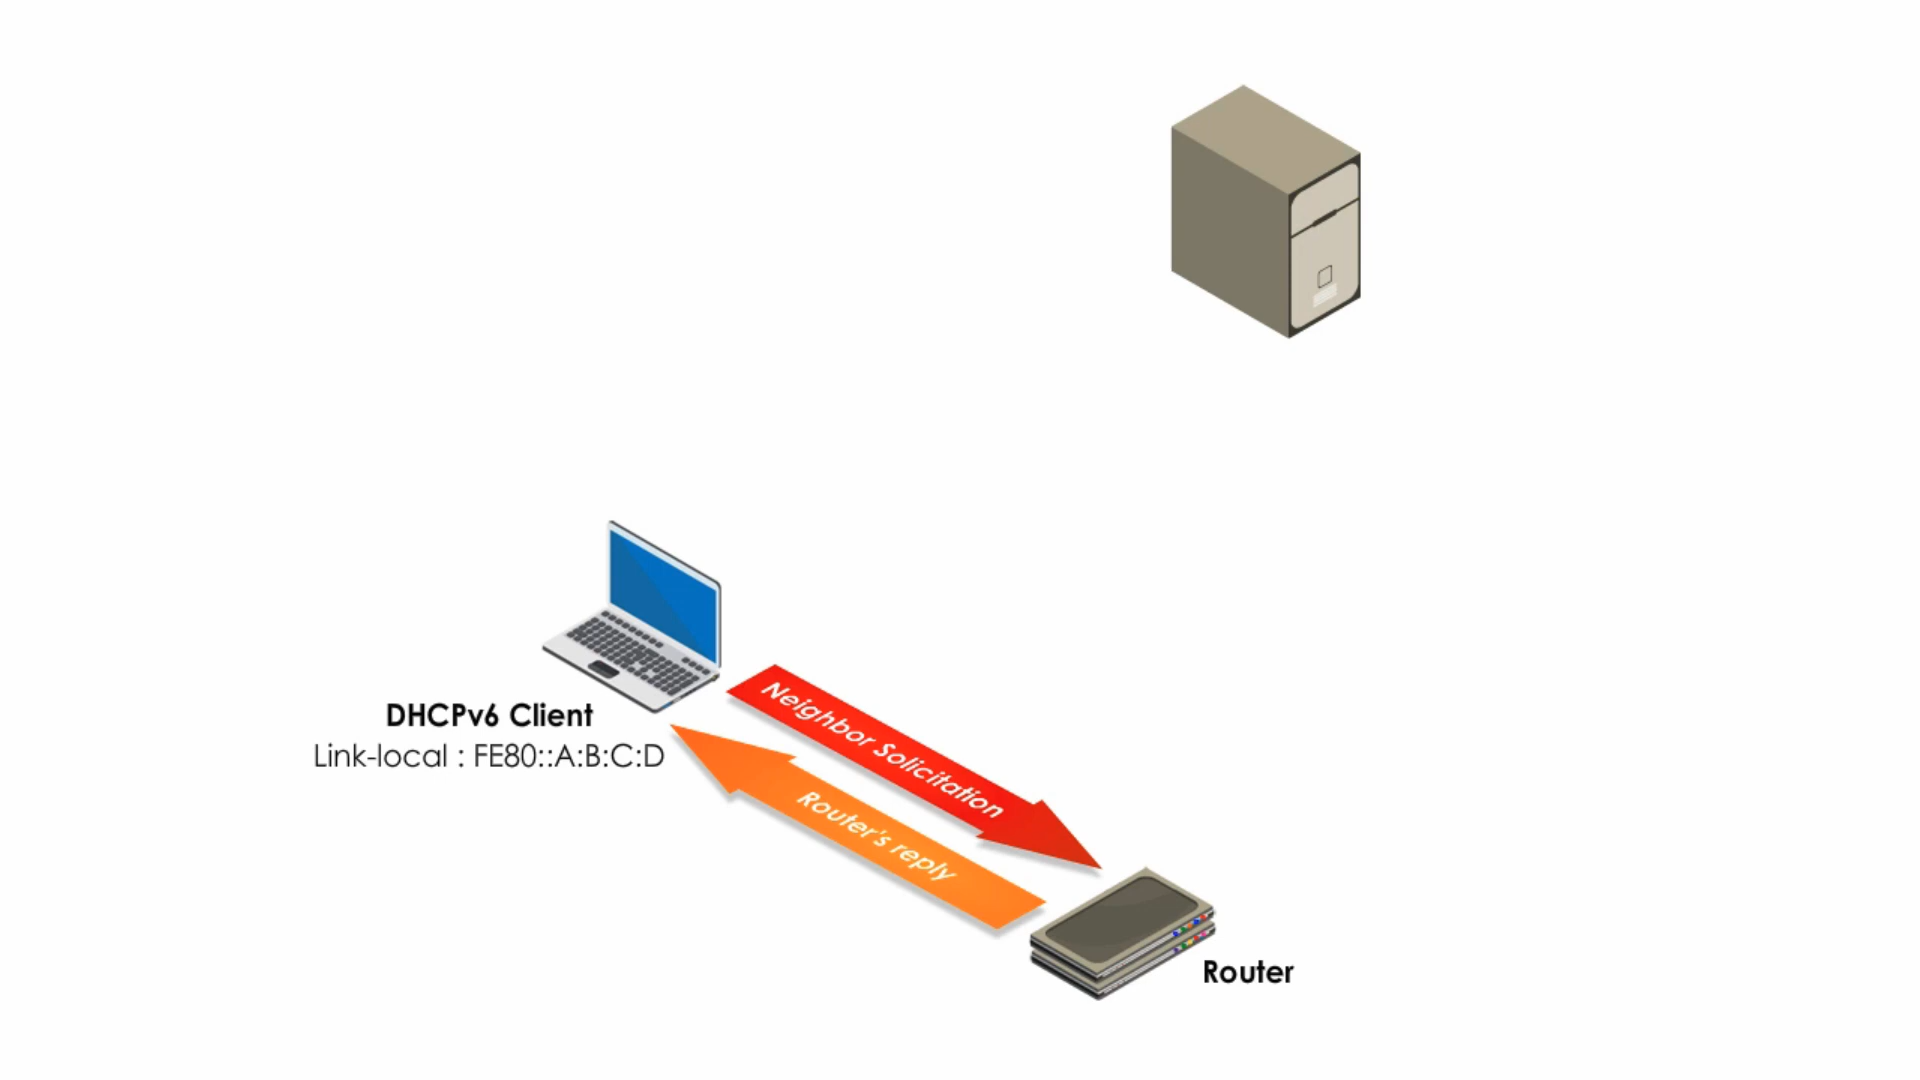 DHCPv6 Client
Link-local : FE80::A:B:C:D
Neighbor Solicitation
Router's reply
Router